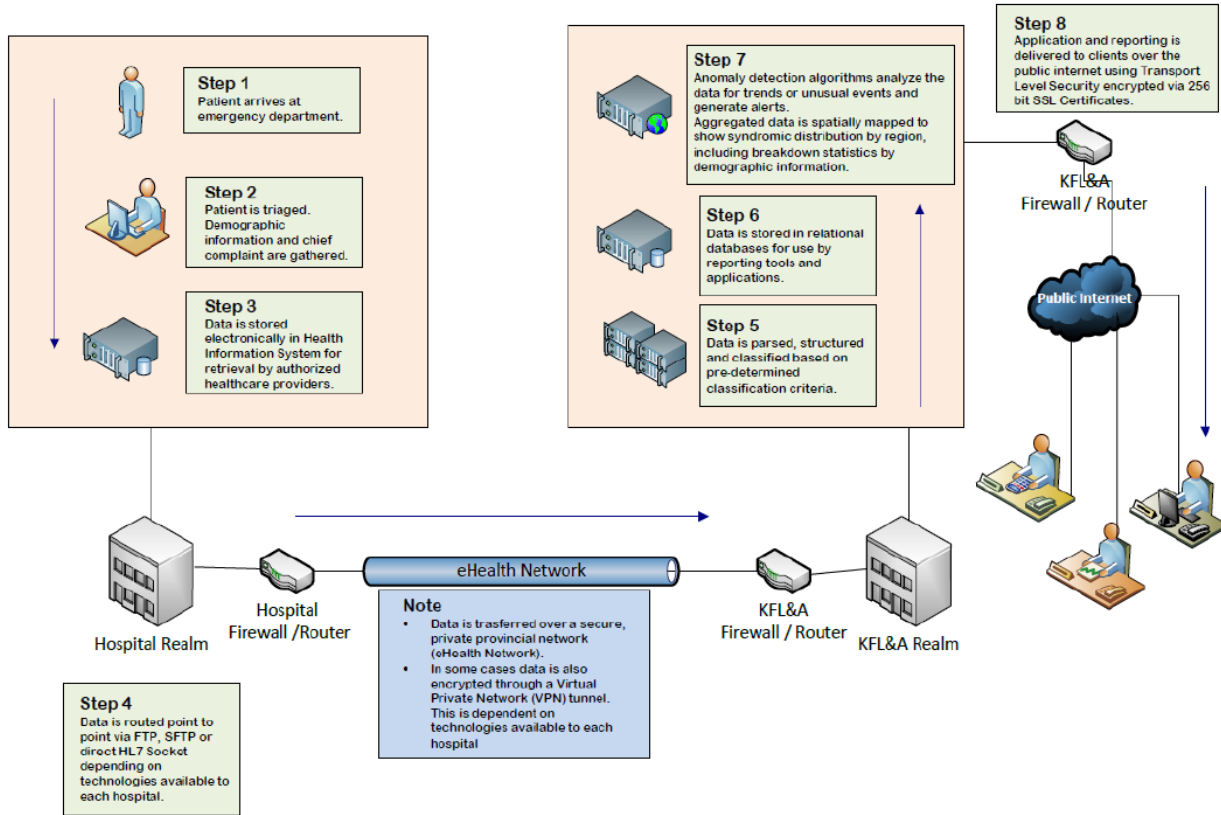 Step 1
Patient arrives at
emergency department.
Step 2
Patient is triaged.
Demographic
information and chief
complaint are gathered.
Step 3
Data is stored
electronically in Health
Information System for
retrieval by authorized
healthcare providers.
Hospital Realm
Hospital
Firewall /Router
Step 4
Data is routed point to
point via FTP, SFTP or
direct HL7 Socket
depending on
technologies available to
each hospital.
eHealth Network
Note
• Data is trasferred over a secure,
private provincial network
(eHealth Network).
• In some cases data is also
encrypted through a Virtual
Private Network (VPN) tunnel.
This is dependent on
technologies available to each
hospital
KFL&A
Firewall / Router
KFL&A Realm
Step 5
Data is parsed, structured
and classified based on
pre-determined
classification criteria.
Step 6
Data is stored in relational
databases for use by
reporting tools and
applications.
Step 7
Anomaly detection algorithms analyze the
data for trends or unusual events and
generate alerts.
Aggregated data is spatially mapped to
show syndromic distribution by region,
including breakdown statistics by
demographic information.
Step 8
Application and reporting is
delivered to clients over the
public internet using Transport
Level Security encrypted via 256
bit SSL Certificates.
KFL&A
Firewall / Router
Public Internet